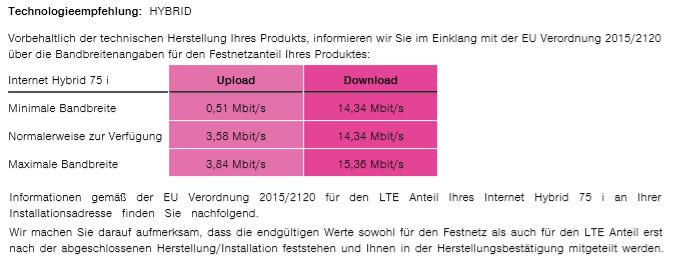 Technologieempfehlung: HYBRID
Vorbehaltlich der technischen Herstellung Ihres Produkts, informieren wir Sie im Einklang mit der EU Verordnung 2015/2120
über die Bandbreitenangaben für den Festnetzanteil Ihres Produktes:
Internet Hybrid 75 i Upload Download
Minimale Bandbreite 0,51 Mbit/s 14,34 Mbit/s
Normalerweise zur Verfügung 3,58 Mbit/s 14,34 Mbit/s
Maximale Bandbreite 3,84 Mbit/s 15,36 Mbit/s
Informationen gemäß der EU Verordnung 2015/2120 für den LTE Anteil Ihres Internet Hybrid 75 i an Ihrer
Installationsadresse finden Sie nachfolgend.
Wir machen Sie darauf aufmerksam, dass die endgültigen Werte sowohl für den Festnetz als auch für den LTE Anteil erst
nach der abgeschlossenen Herstellung/Installation feststehen und Ihnen in der Herstellungsbestätigung mitgeteilt werden.